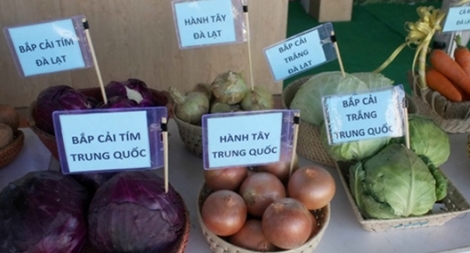 BẮP CẢI TÍM
ĐÀ LẠT
HÀNH TÂY
ĐÀ LẠT
BẮP CẢI
TRẮNG
ĐÀ LẠT
BẮP CẢI TÍM
TRUNG QUỐC
HÀNH TÂY
TRUNG QUỐC
BẮP CẢI
TRẮNG
TRUNG QUỐC